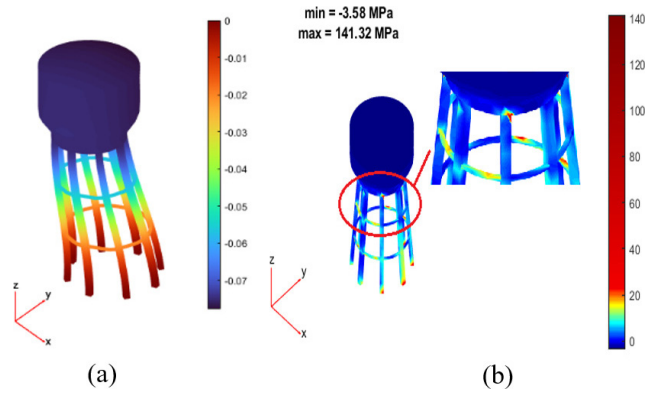 min = -3.58 MPa
max = 141.32 MPa
0
-0.01
-0.02
-0.03
-0.04
-0.05
-0.06
-0.07
z
y
x
(a)
140
120
100
80
60
40
20
0
z
y
x
(b)